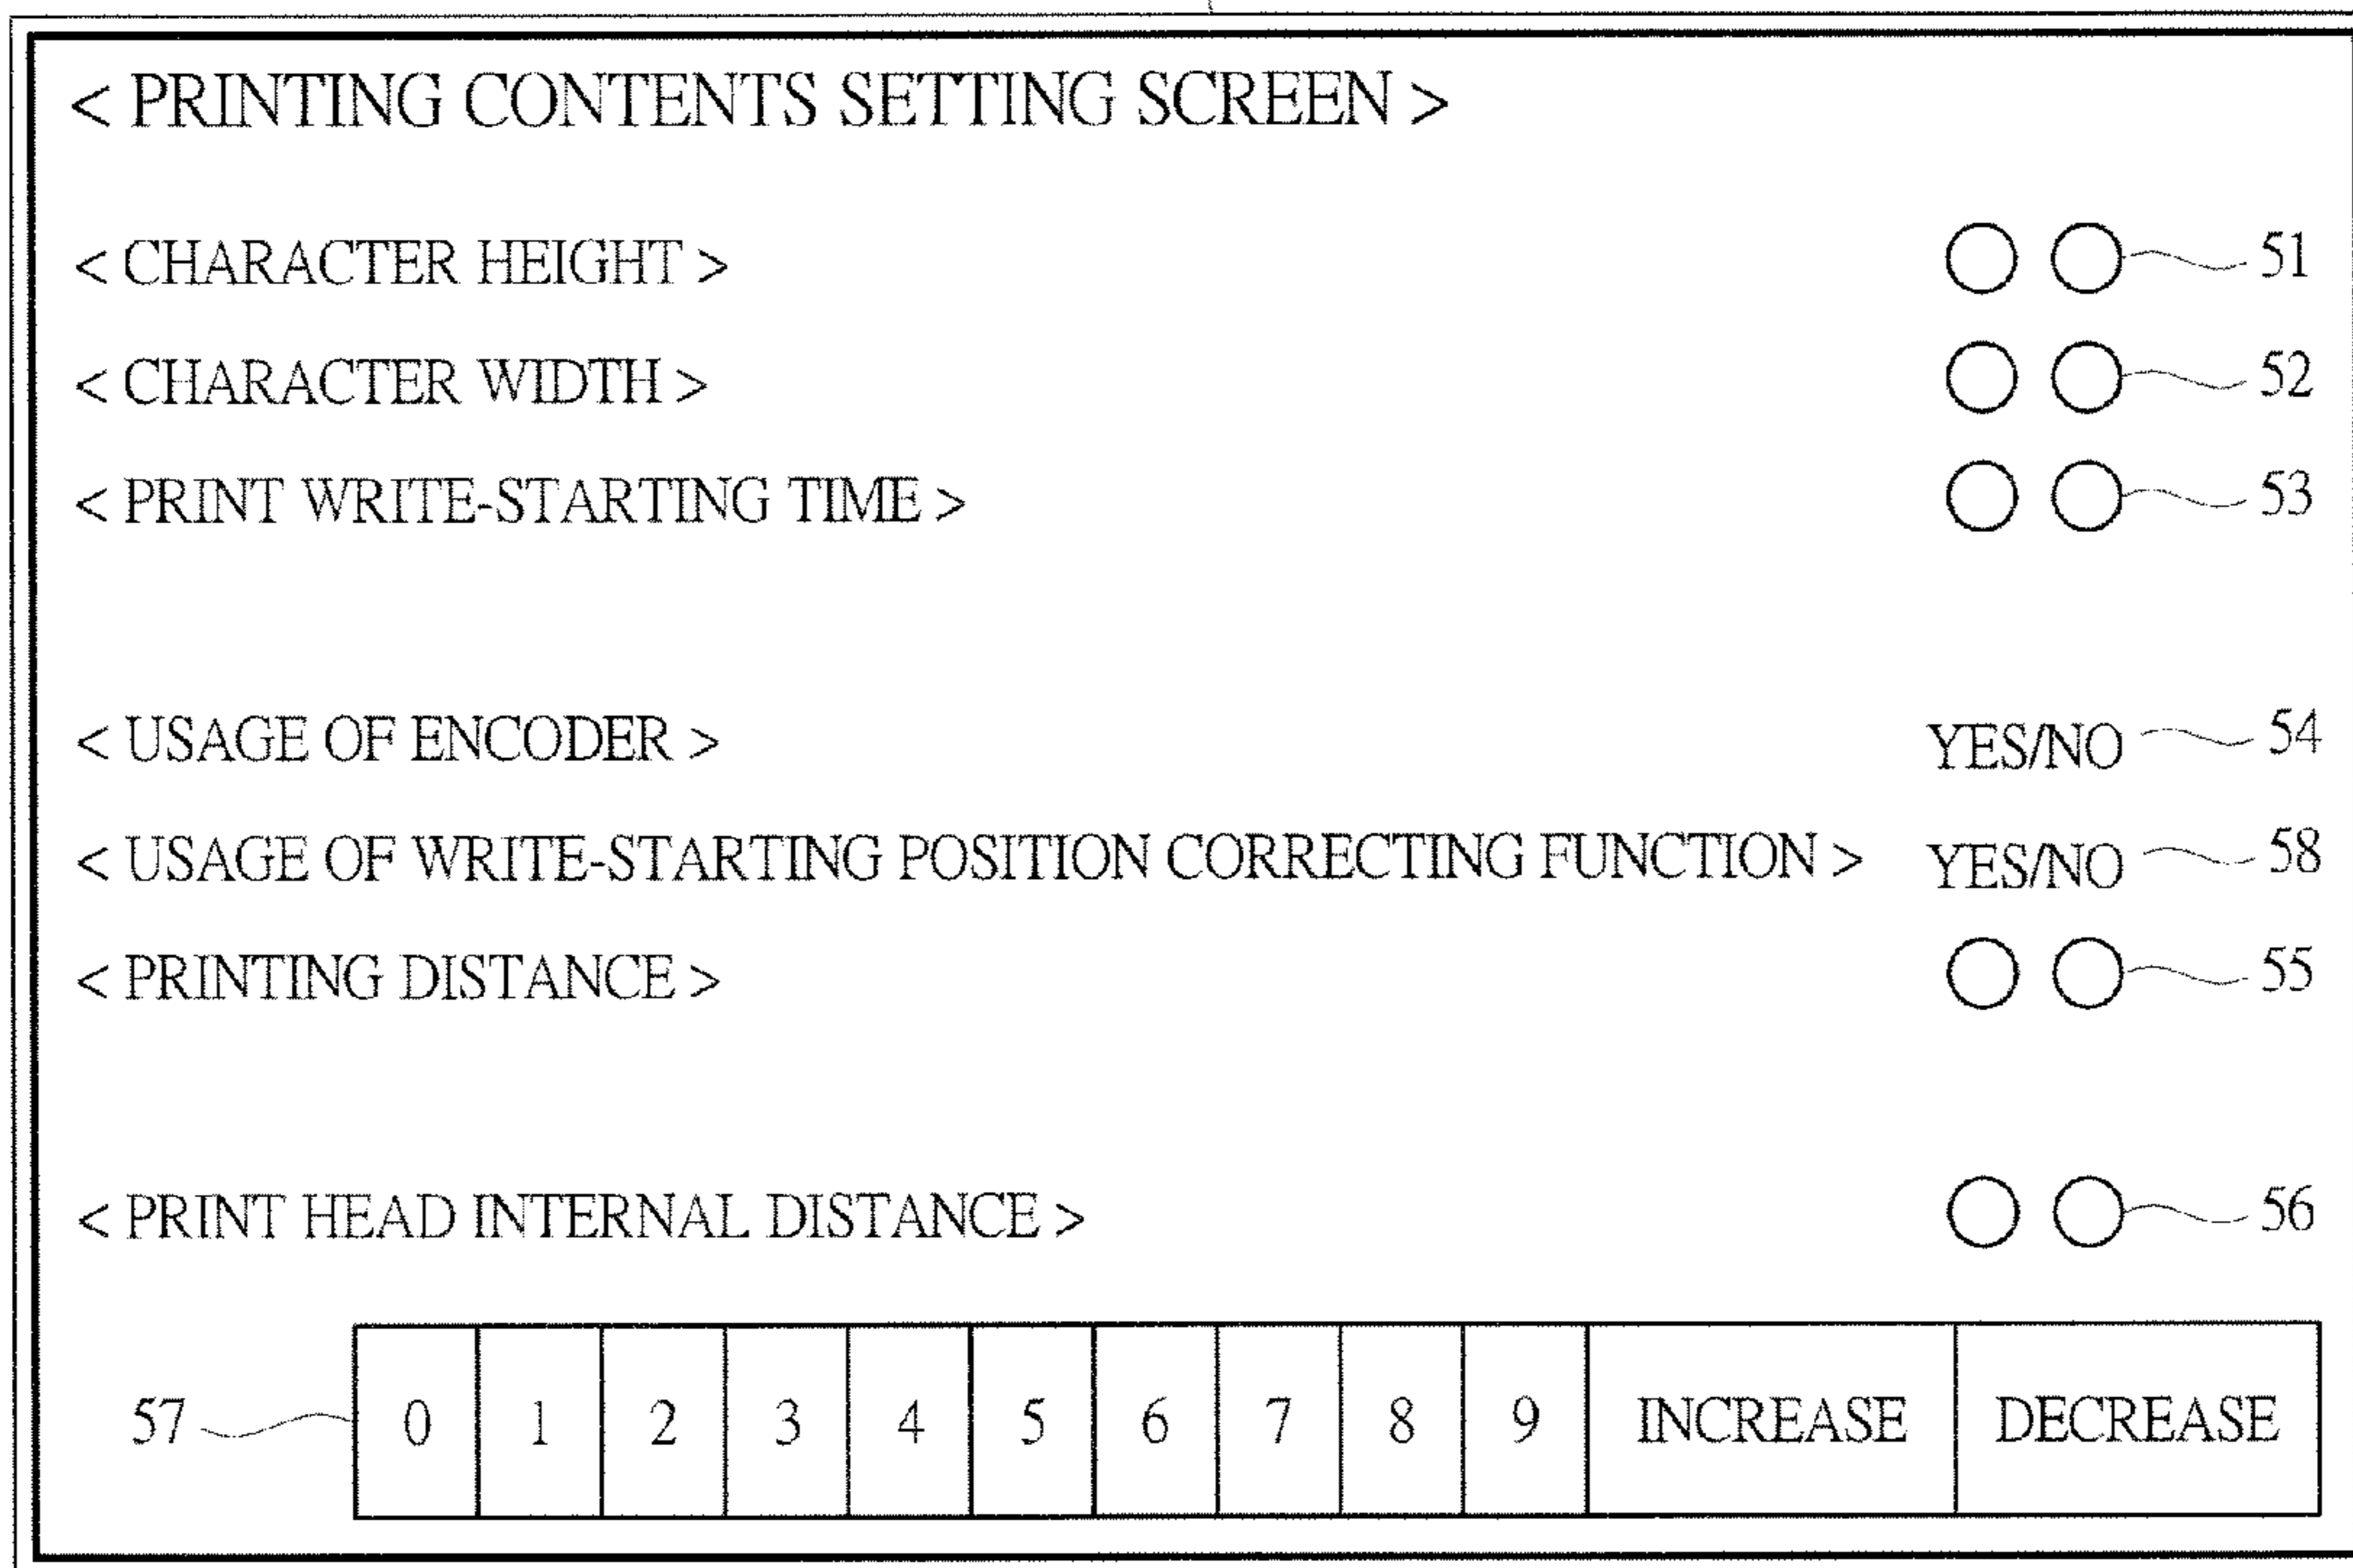 < PRINTING CONTENTS SETTING SCREEN >
< CHARACTER HEIGHT > ○ ○ 51
< CHARACTER WIDTH > ○ ○ 52
< PRINT WRITE-STARTING TIME > ○ ○ 53
< USAGE OF ENCODER > YES/NO 54
< USAGE OF WRITE-STARTING POSITION CORRECTING FUNCTION > YES/NO 58
< PRINTING DISTANCE > ○ ○ 55
< PRINT HEAD INTERNAL DISTANCE > ○ ○ 56
57 0 1 2 3 4 5 6 7 8 9 INCREASE DECREASE